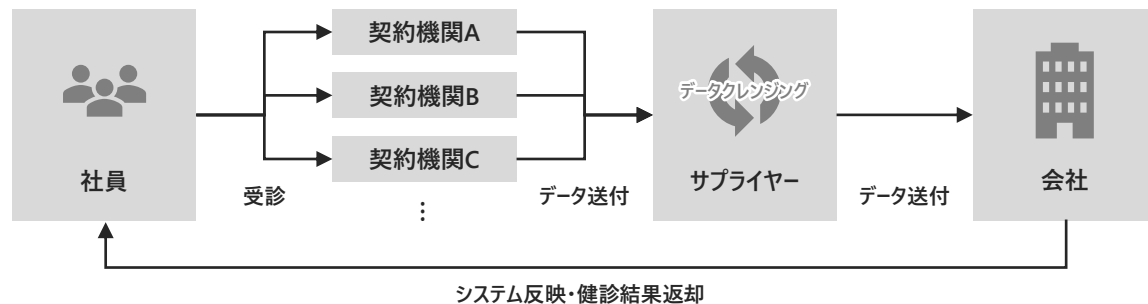 社員
受診
契約機関A
契約機関B
契約機関C
⋮
データ送付
データクレンジング
サプライヤー
データ送付
会社
システム反映・健診結果返却